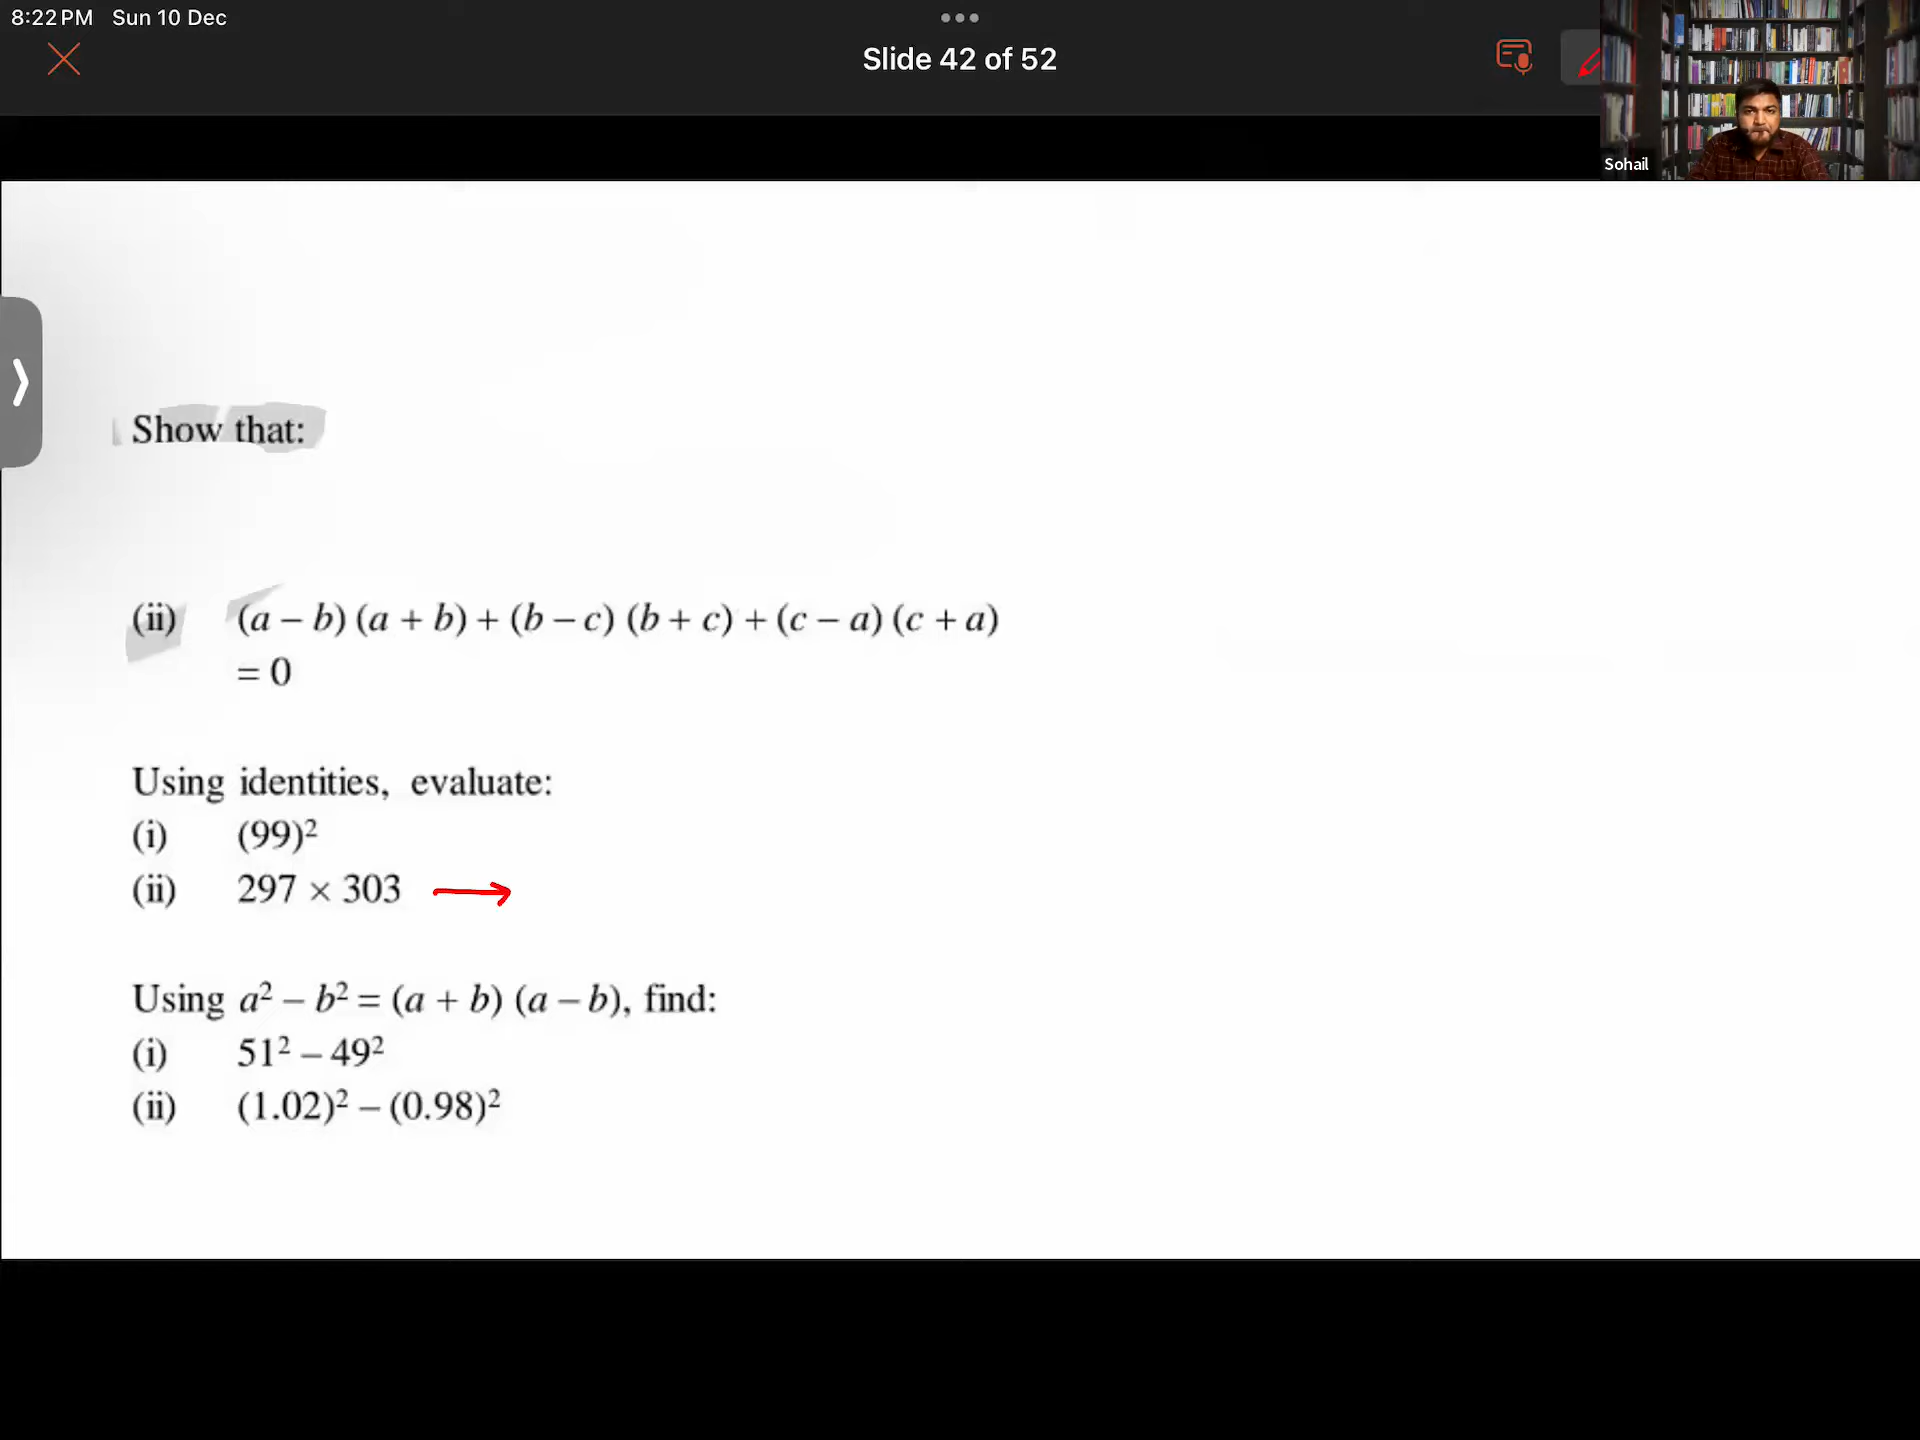 8:22 PM Sun 10 Dec
Slide 42 of 52
Sohail
Show that:
(ii) (a – b) (a + b) + (b – c) (b + c) + (c – a) (c + a)
= 0
Using identities, evaluate:
(i) (99)²
(ii) 297 × 303
Using a² – b² = (a + b) (a – b), find:
(i) 51² – 49²
(ii) (1.02)² – (0.98)²